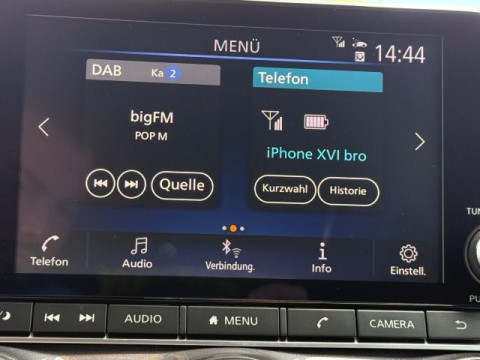 MENÜ
14:44
DAB Ka 2
bigFM
POP M
Quelle
Telefon
iPhone XVI bro
Kurzwahl Historie
Telefon Audio Verbindung. Info Einstell.
AUDIO MENU CAMERA